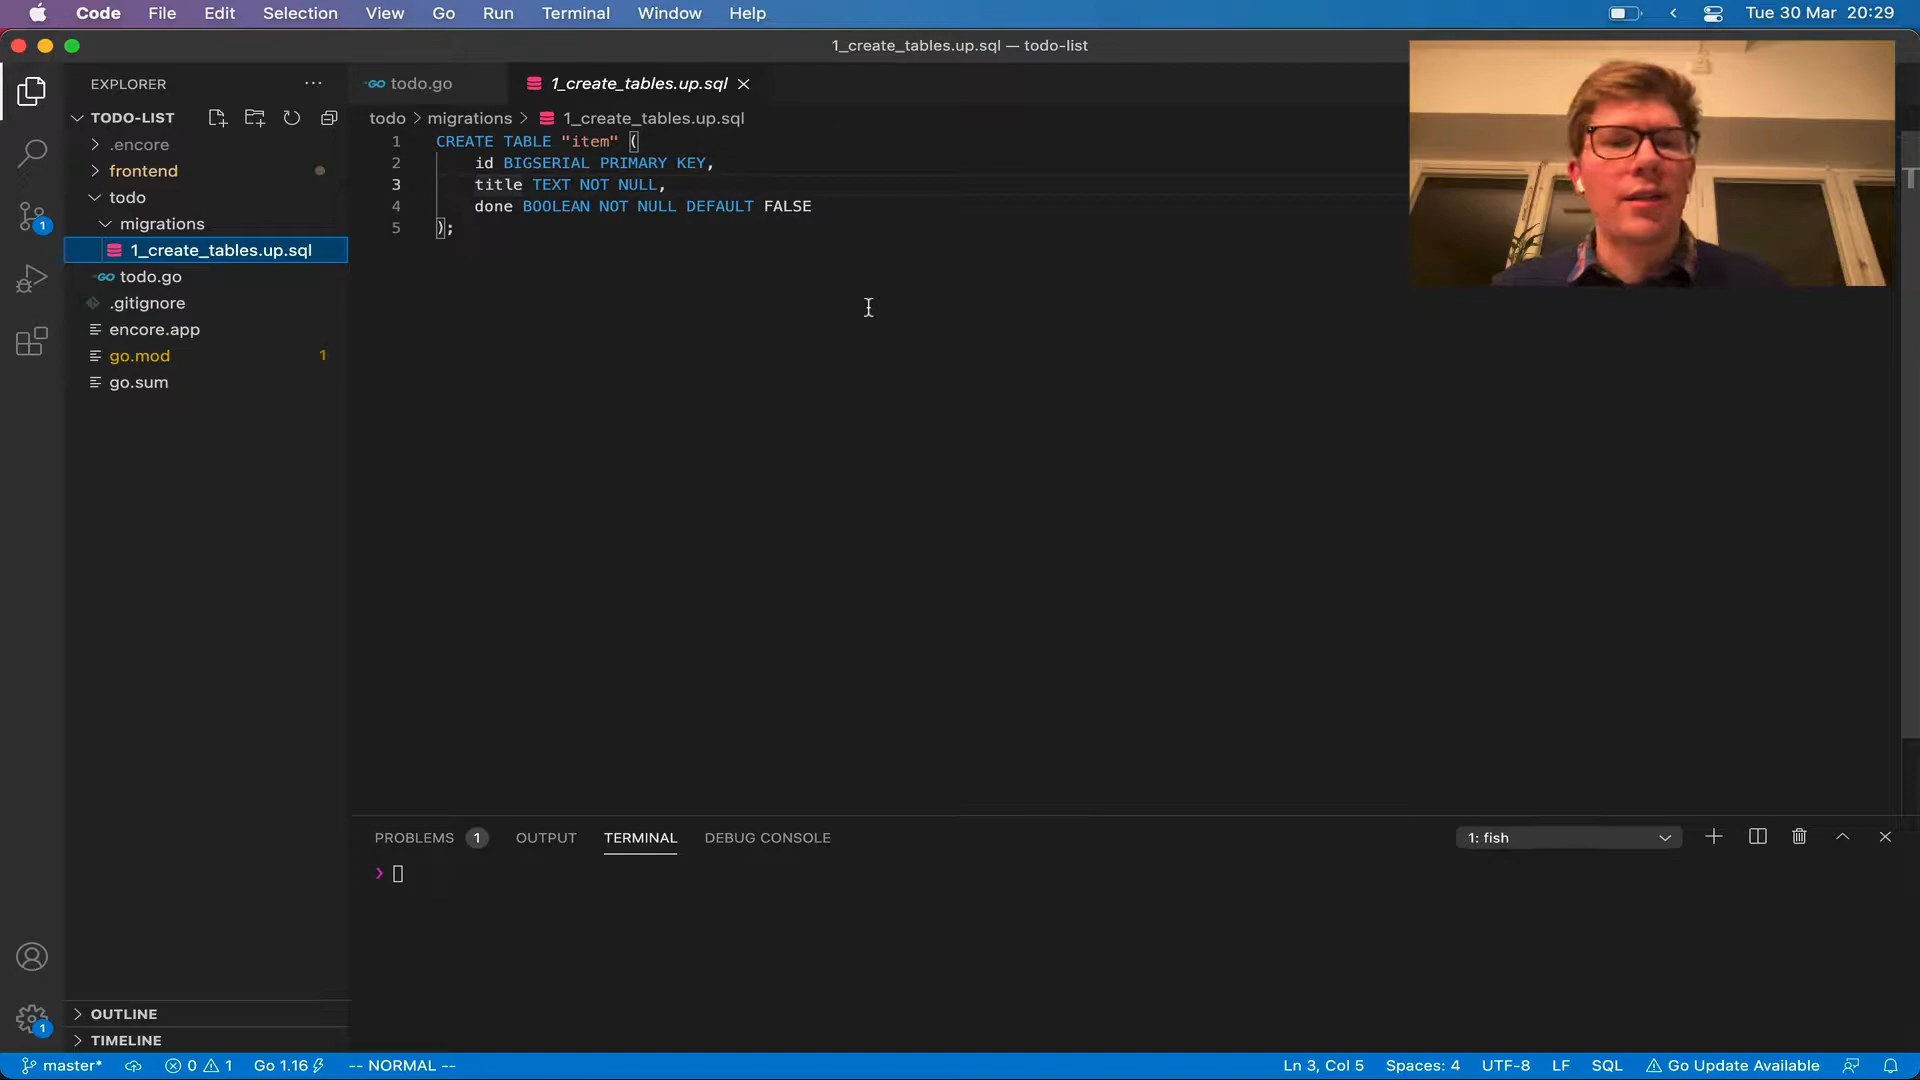 Code File Edit Selection View Go Run Terminal Window Help Tue 30 Mar 20:29
1_create_tables.up.sql — todo-list
EXPLORER
TODO-LIST
.encore
frontend
todo
migrations
1_create_tables.up.sql
todo.go
.gitignore
encore.app
go.mod 1
go.sum
OUTLINE
TIMELINE
1
1
GO todo.go 1_create_tables.up.sql
todo > migrations > 1_create_tables.up.sql
1 CREATE TABLE "item" (
2 id BIGSERIAL PRIMARY KEY,
3 title TEXT NOT NULL,
4 done BOOLEAN NOT NULL DEFAULT FALSE
5 );
PROBLEMS 1 OUTPUT TERMINAL DEBUG CONSOLE 1: fish
❯
master* 0 1 Go 1.16 -- NORMAL -- Ln 3, Col 5 Spaces: 4 UTF-8 LF SQL Go Update Available